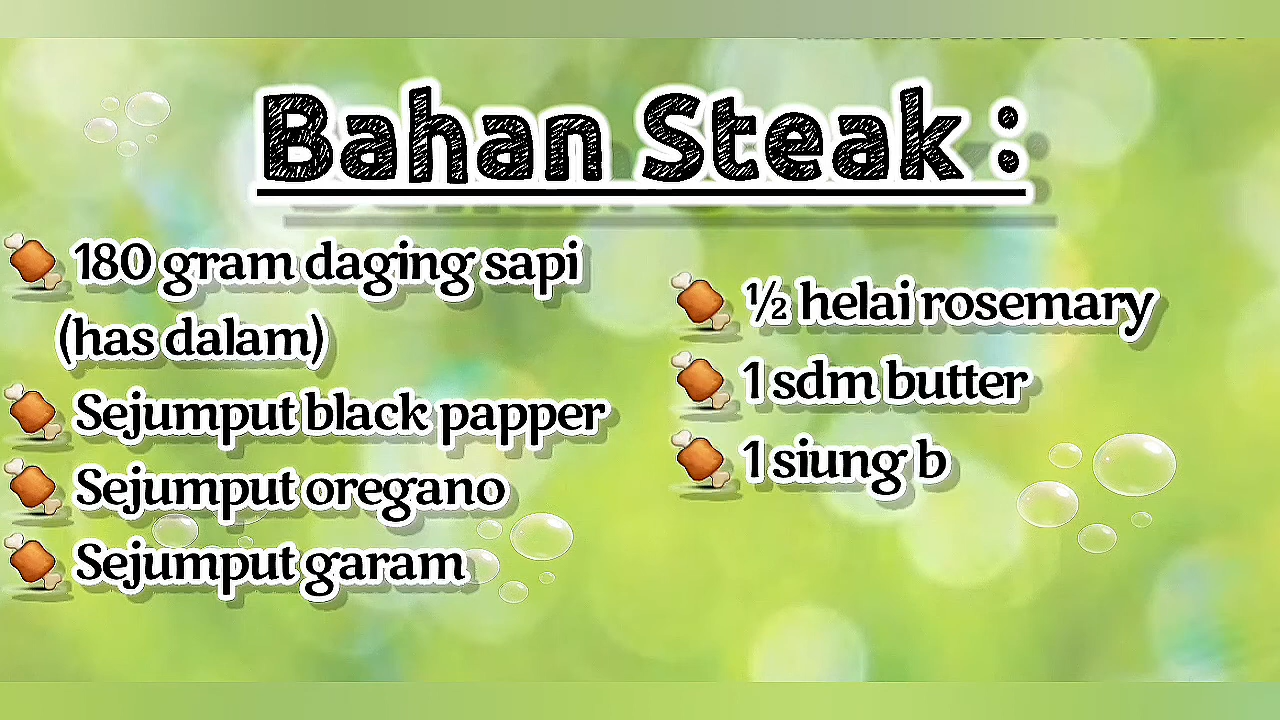 Bahan Steak :
180 gram daging sapi
(has dalam)
Sejumput black papper
Sejumput oregano
Sejumput garam
½ helai rosemary
1 sdm butter
1 siung b